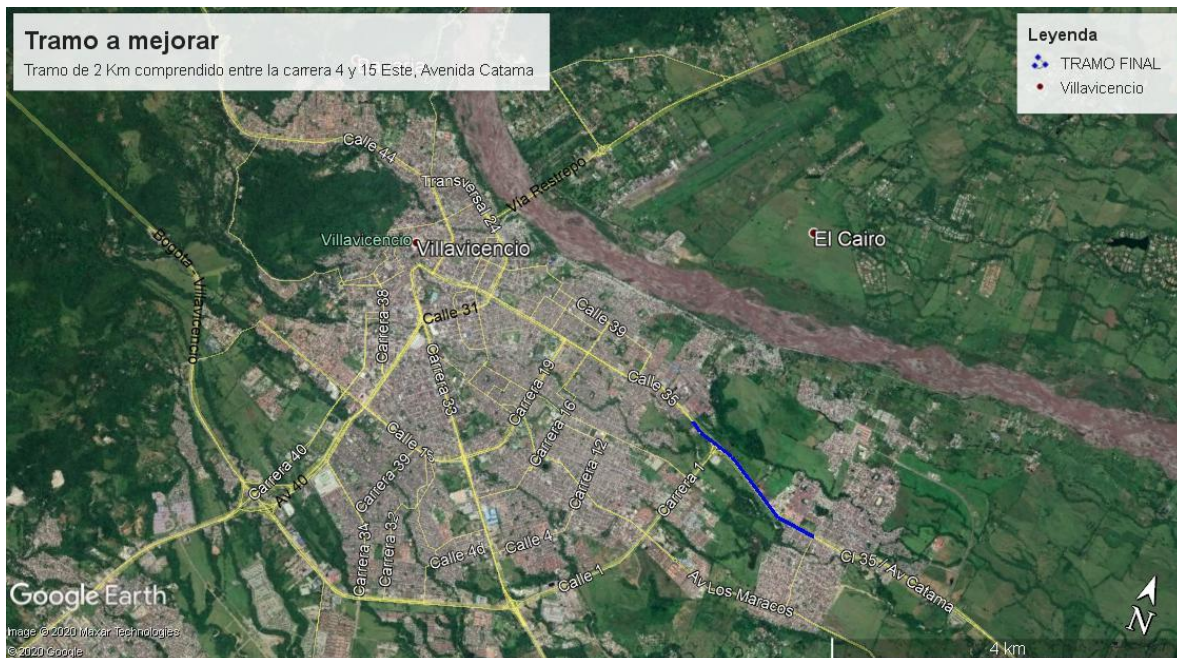 Tramo a mejorar
Tramo de 2 Km comprendido entre la carrera 4 y 15 Este, Avenida Catama
Leyenda
TRAMO FINAL
Villavicencio
Calle 44
Transversal 24
Vía Restrepo
Bogota - Villavicencio
Villavicencio
Villavicencio
El Cairo
Carrera 38
Calle 31
Calle 39
Carrera 33
Carrera 19
Calle 35
Carrera 16
Calle 15
Carrera 12
Carrera 1
Carrera 40
Av 40
Carrera 39
Carrera 34
Carrera 32
Calle 4d
Calle 4
Calle 1
Av Los Maracos
Cl 35 / Av Catama
Google Earth
Image © 2020 Maxar Technologies
© 2020 Google
N
4 km